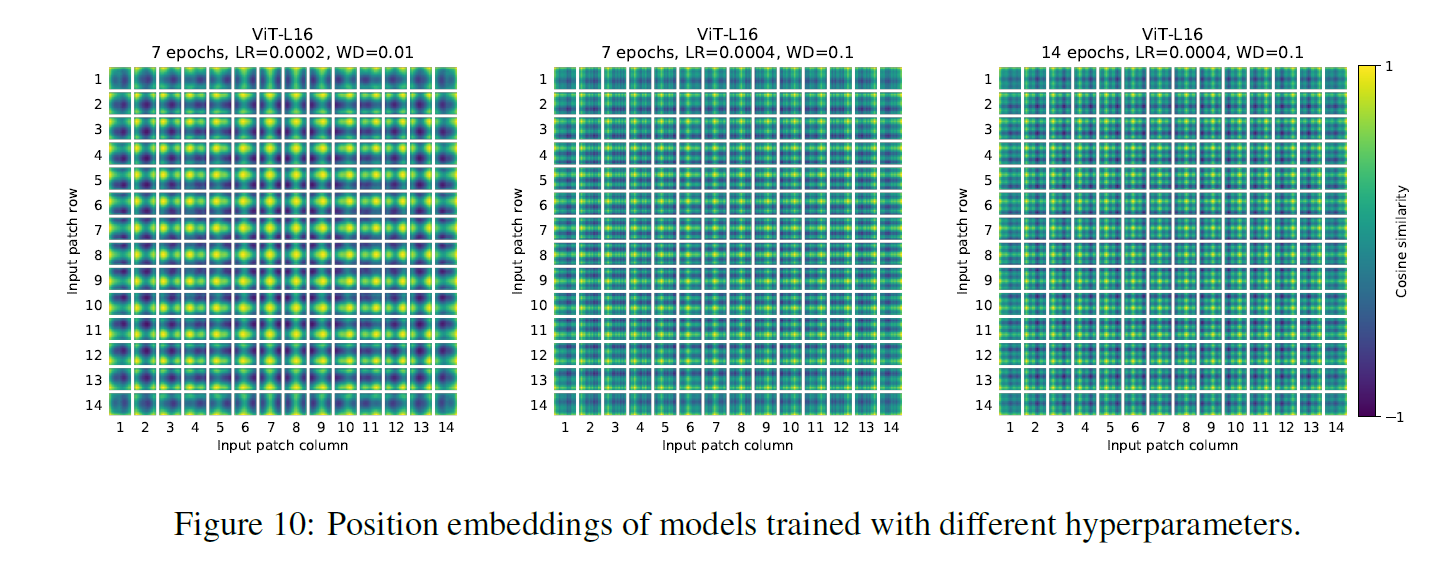 ViT-L16
7 epochs, LR=0.0002, WD=0.01
1
2
3
4
5
6
7
8
9
10
11
12
13
14
Input patch row
1 2 3 4 5 6 7 8 9 10 11 12 13 14
Input patch column
ViT-L16
7 epochs, LR=0.0004, WD=0.1
1
2
3
4
5
6
7
8
9
10
11
12
13
14
Input patch row
1 2 3 4 5 6 7 8 9 10 11 12 13 14
Input patch column
ViT-L16
14 epochs, LR=0.0004, WD=0.1
1
2
3
4
5
6
7
8
9
10
11
12
13
14
Input patch row
1 2 3 4 5 6 7 8 9 10 11 12 13 14
Input patch column
1
Cosine similarity
−1
Figure 10: Position embeddings of models trained with different hyperparameters.